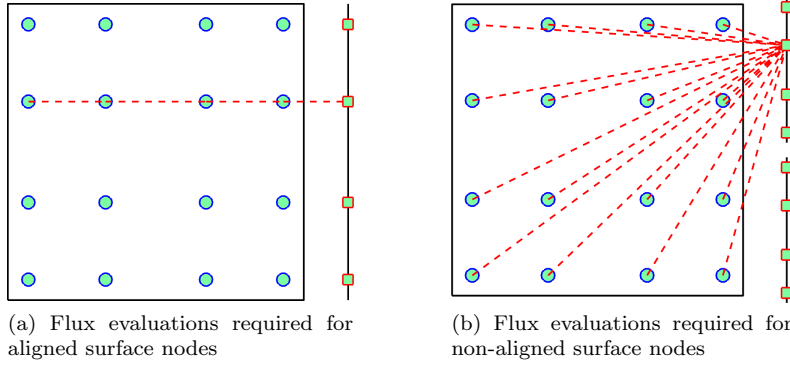 (a) Flux evaluations required for
aligned surface nodes
(b) Flux evaluations required for
non-aligned surface nodes